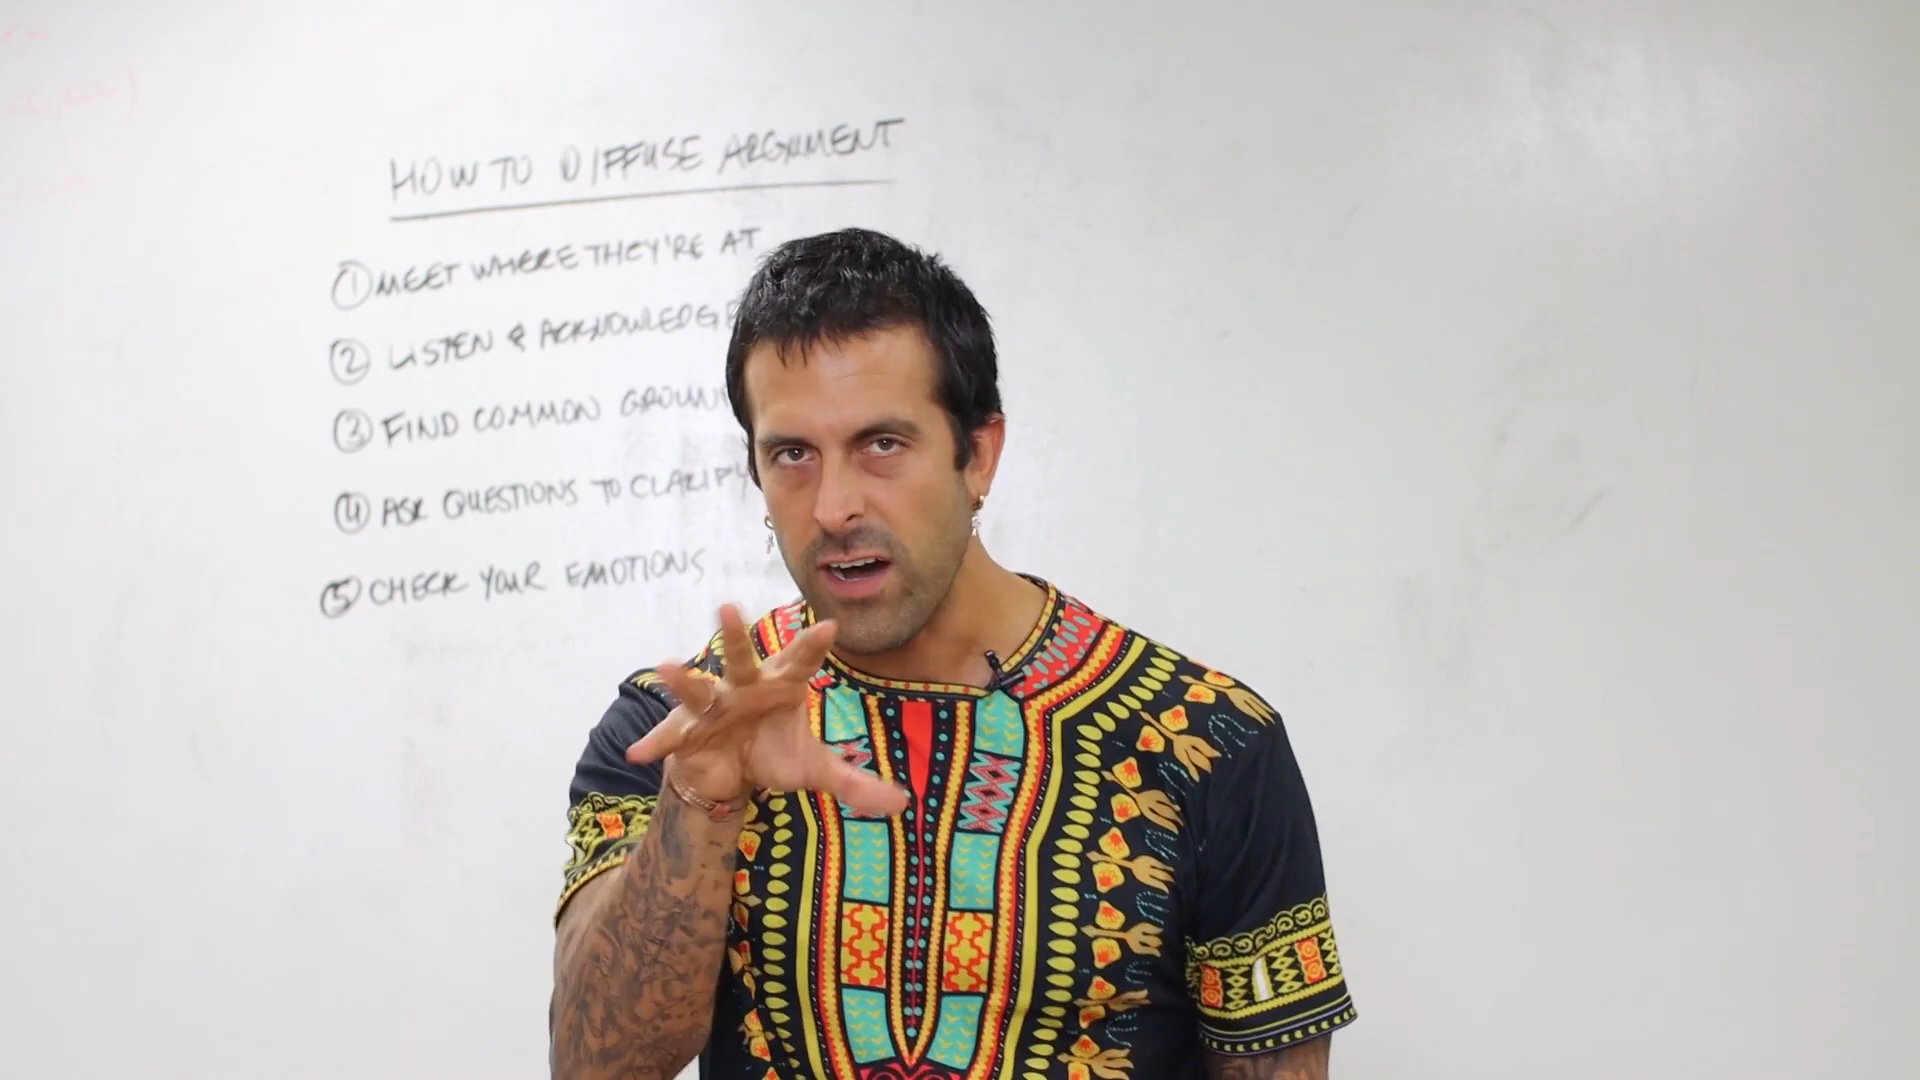 HOW TO DIFFUSE ARGUMENT
① MEET WHERE THEY'RE AT
② LISTEN & ACKNOWLEDGE
③ FIND COMMON GROUN
④ ASK QUESTIONS TO CLARIFY
⑤ CHECK YOUR EMOTIONS